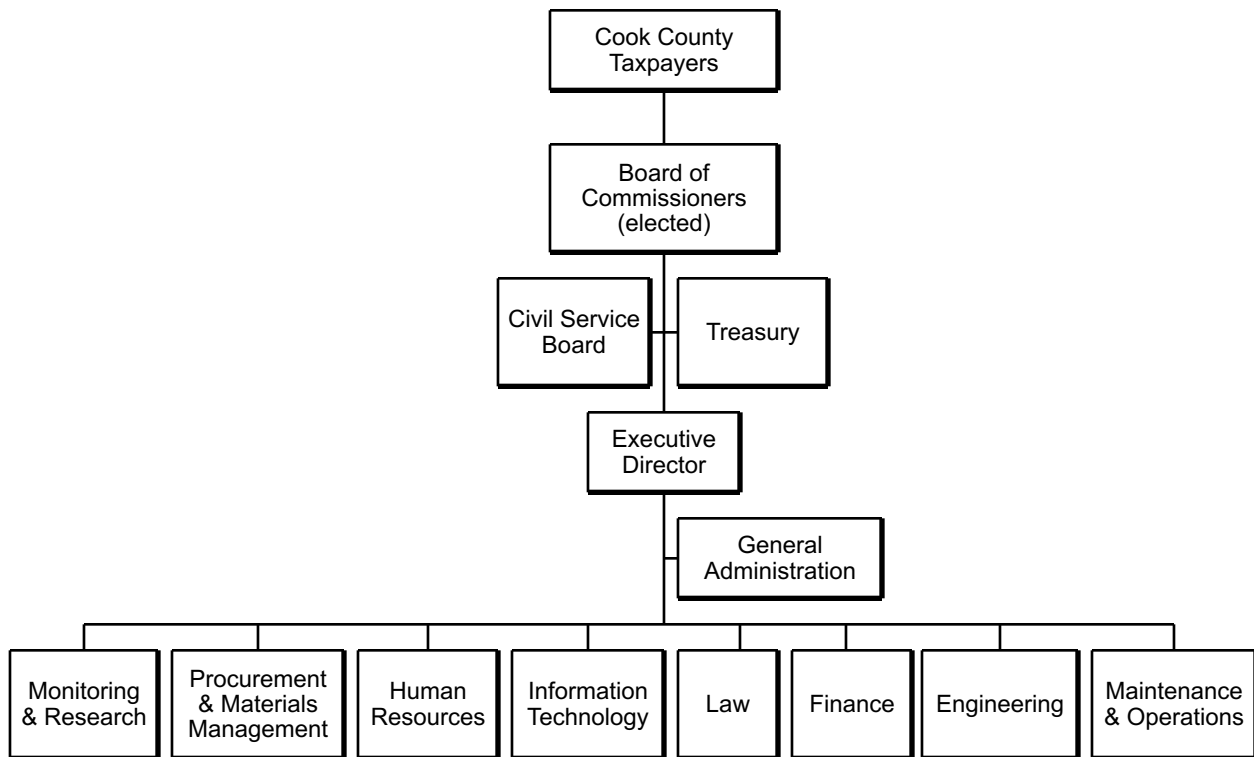 Cook County
Taxpayers
Board of
Commissioners
(elected)
Civil Service
Board
Treasury
Executive
Director
General
Administration
Monitoring
& Research
Procurement
& Materials
Management
Human
Resources
Information
Technology
Law
Finance
Engineering
Maintenance
& Operations